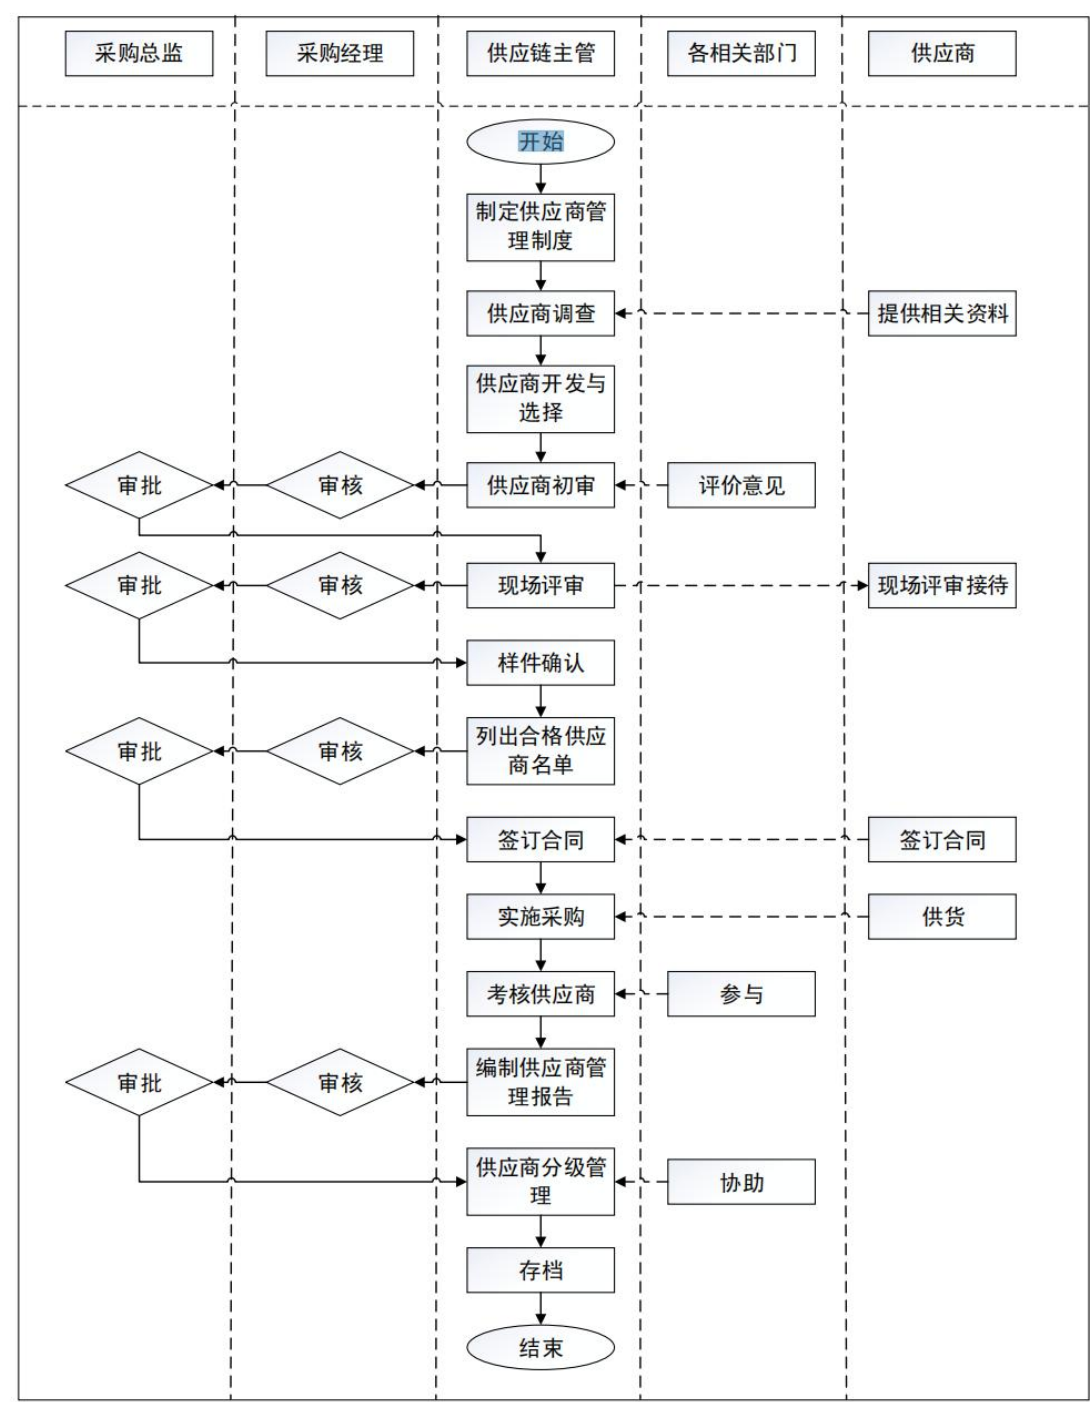 采购总监
采购经理
供应链主管
各相关部门
供应商
开始
制定供应商管
理制度
供应商调查
提供相关资料
供应商开发与
选择
审批
审核
供应商初审
评价意见
审批
审核
现场评审
现场评审接待
样件确认
审批
审核
列出合格供应
商名单
签订合同
签订合同
实施采购
供货
考核供应商
参与
审批
审核
编制供应商管
理报告
供应商分级管
理
协助
存档
结束